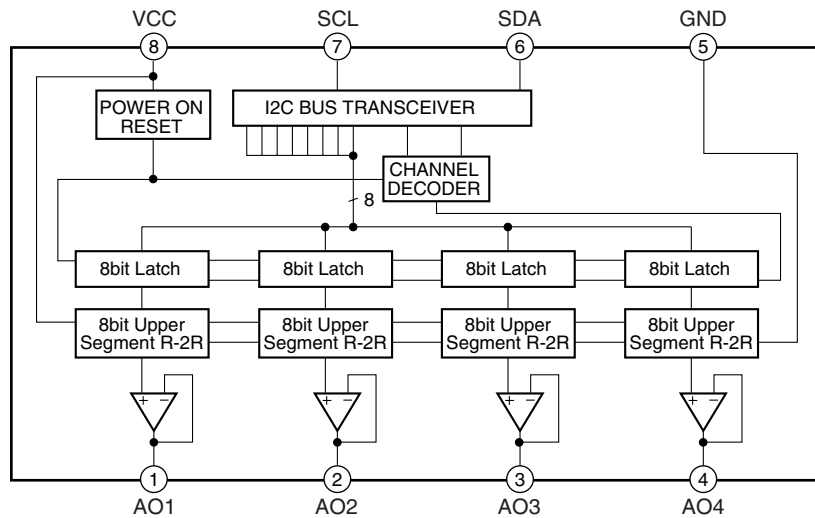 VCC SCL SDA GND
8 7 6 5
POWER ON
RESET
I2C BUS TRANSCEIVER
CHANNEL
DECODER
8
8bit Latch 8bit Latch 8bit Latch 8bit Latch
8bit Upper 8bit Upper 8bit Upper 8bit Upper
Segment R-2R Segment R-2R Segment R-2R Segment R-2R
+ − + − + − + −
1 2 3 4
AO1 AO2 AO3 AO4